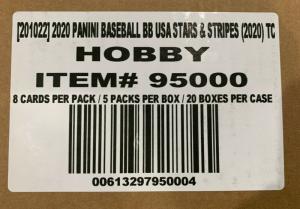 [201022] 2020 PANINI BASEBALL BB USA STARS & STRIPES (2020) TC
HOBBY
ITEM# 95000
8 CARDS PER PACK / 5 PACKS PER BOX / 20 BOXES PER CASE
00613297950004